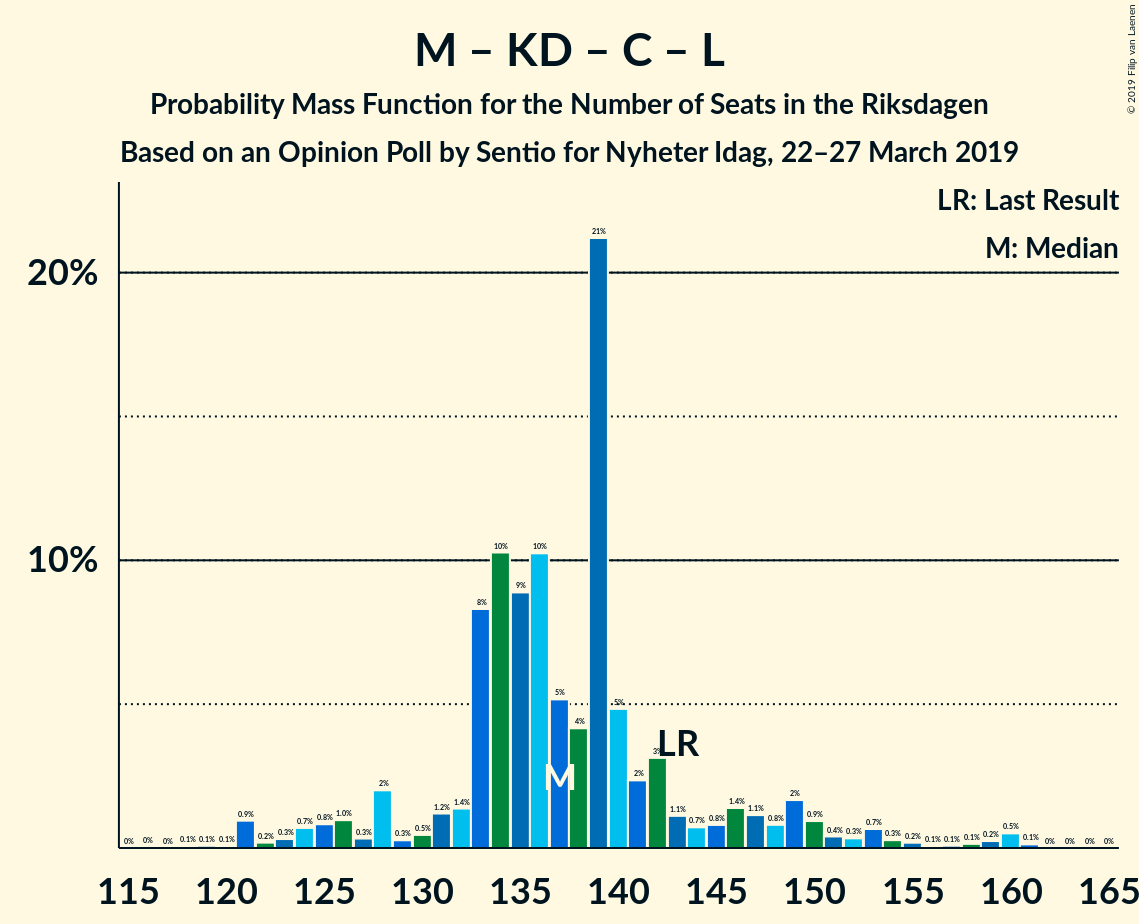 M – KD – C – L
Probability Mass Function for the Number of Seats in the Riksdagen
Based on an Opinion Poll by Sentio for Nyheter Idag, 22–27 March 2019
© 2019 Filip van Laenen
LR: Last Result
M: Median
20%
10%
0% 0% 0% 0.1% 0.1% 0.1% 0.9% 0.2% 0.3% 0.7% 0.8% 1.0% 0.3% 2% 0.3% 0.5% 1.2% 1.4% 8% 10% 9% 10% 5% 4% 21% 5% 2% 3% 1.1% 0.7% 0.8% 1.4% 1.1% 0.8% 2% 0.9% 0.4% 0.3% 0.7% 0.3% 0.2% 0.1% 0.1% 0.1% 0.2% 0.5% 0.1% 0% 0% 0% 0%
LR
M
115 120 125 130 135 140 145 150 155 160 165